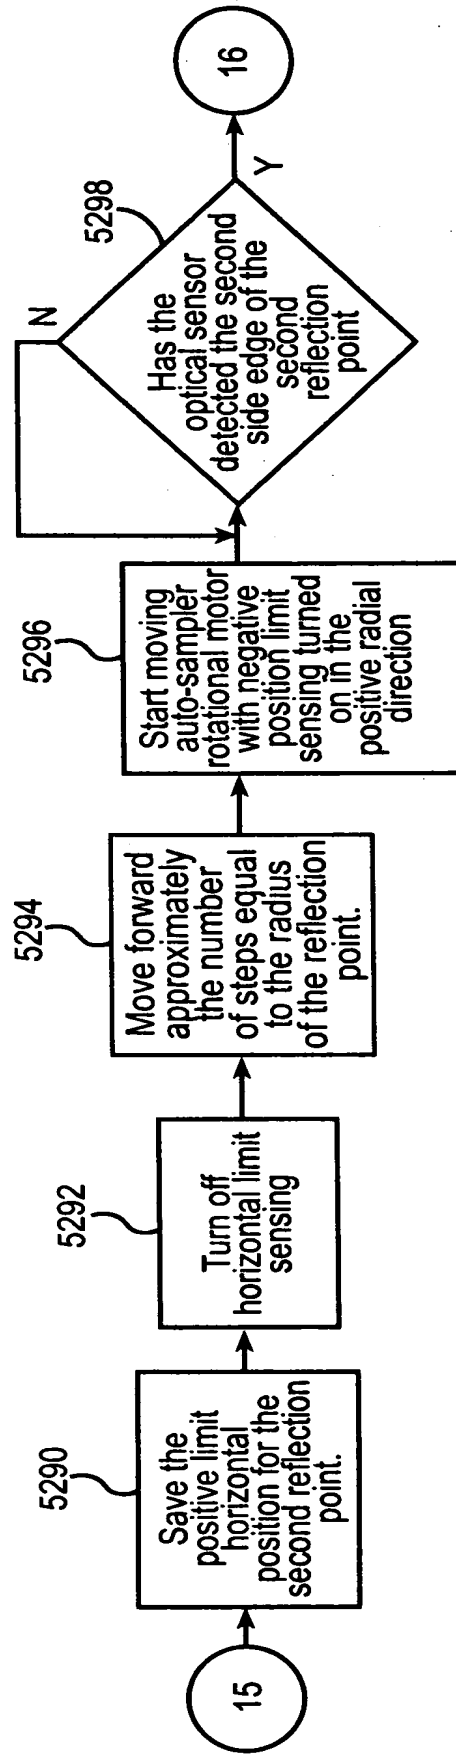 15
5290
Save the
positive limit
horizontal
position for the
second reflection
point.
5292
Turn off
horizontal limit
sensing
5294
Move forward
approximately
the number
of steps equal
to the radius
of the reflection
point.
5296
Start moving
auto-sampler
rotational motor
with negative
position limit
sensing turned
on in the
positive radial
direction
5298
Has the
optical sensor
detected the second
side edge of the
second
reflection
point
N
Y
16